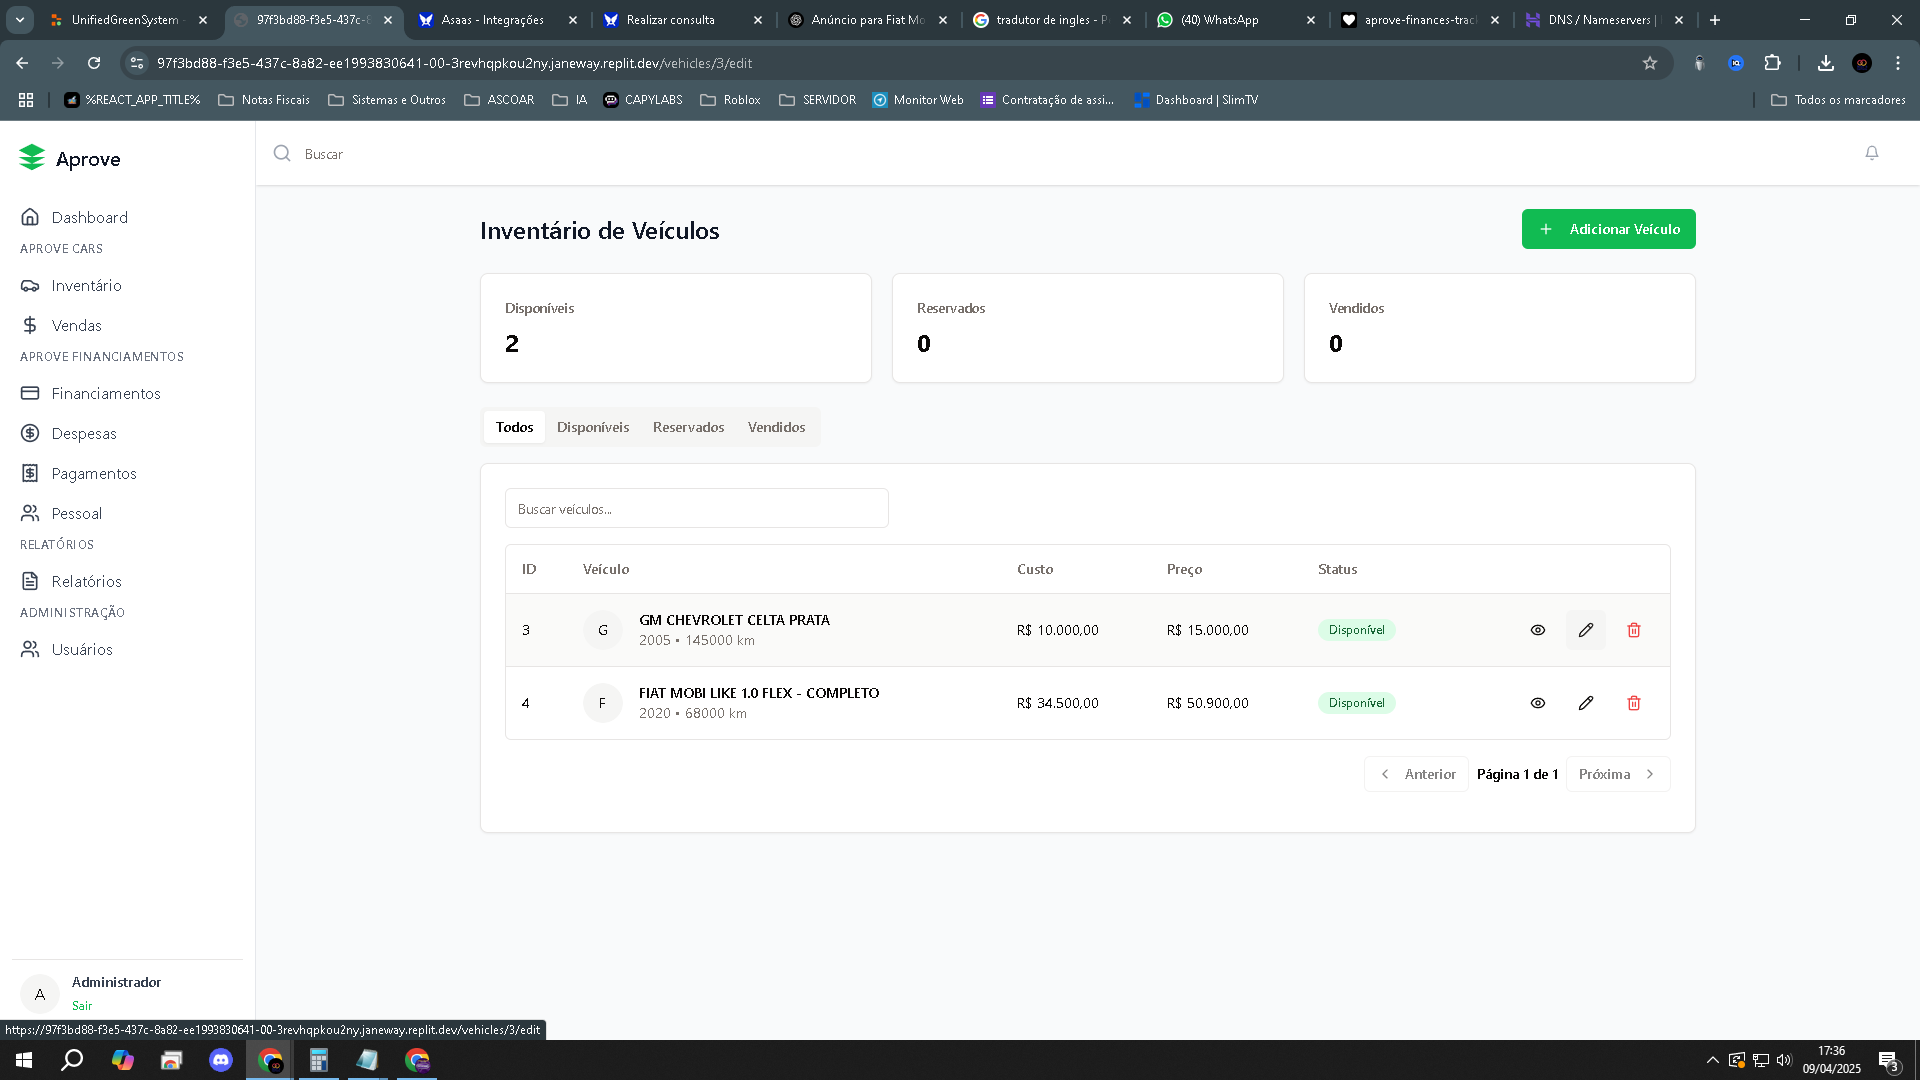 UnifiedGreenSystem -
97f3bd88-f3e5-437c-8
Asaas - Integrações
Realizar consulta
Anúncio para Fiat Mo
tradutor de ingles - P
(40) WhatsApp
aprove-finances-trac
DNS / Nameservers |
97f3bd88-f3e5-437c-8a82-ee1993830641-00-3revhqpkou2ny.janeway.replit.dev/vehicles/3/edit
%REACT_APP_TITLE%
Notas Fiscais
Sistemas e Outros
ASCOAR
IA
CAPYLABS
Roblox
SERVIDOR
Monitor Web
Contratação de assi...
Dashboard | SlimTV
Todos os marcadores
Aprove
Buscar
Dashboard
APROVE CARS
Inventário
Vendas
APROVE FINANCIAMENTOS
Financiamentos
Despesas
Pagamentos
Pessoal
RELATÓRIOS
Relatórios
ADMINISTRAÇÃO
Usuários
A
Administrador
Sair
Inventário de Veículos
+ Adicionar Veículo
Disponíveis
2
Reservados
0
Vendidos
0
Todos Disponíveis Reservados Vendidos
Buscar veículos...
ID Veículo Custo Preço Status
3 G GM CHEVROLET CELTA PRATA R$ 10.000,00 R$ 15.000,00 Disponível
2005 • 145000 km
4 F FIAT MOBI LIKE 1.0 FLEX - COMPLETO R$ 34.500,00 R$ 50.900,00 Disponível
2020 • 68000 km
Anterior Página 1 de 1 Próxima
https://97f3bd88-f3e5-437c-8a82-ee1993830641-00-3revhqpkou2ny.janeway.replit.dev/vehicles/3/edit
17:36
09/04/2025
3